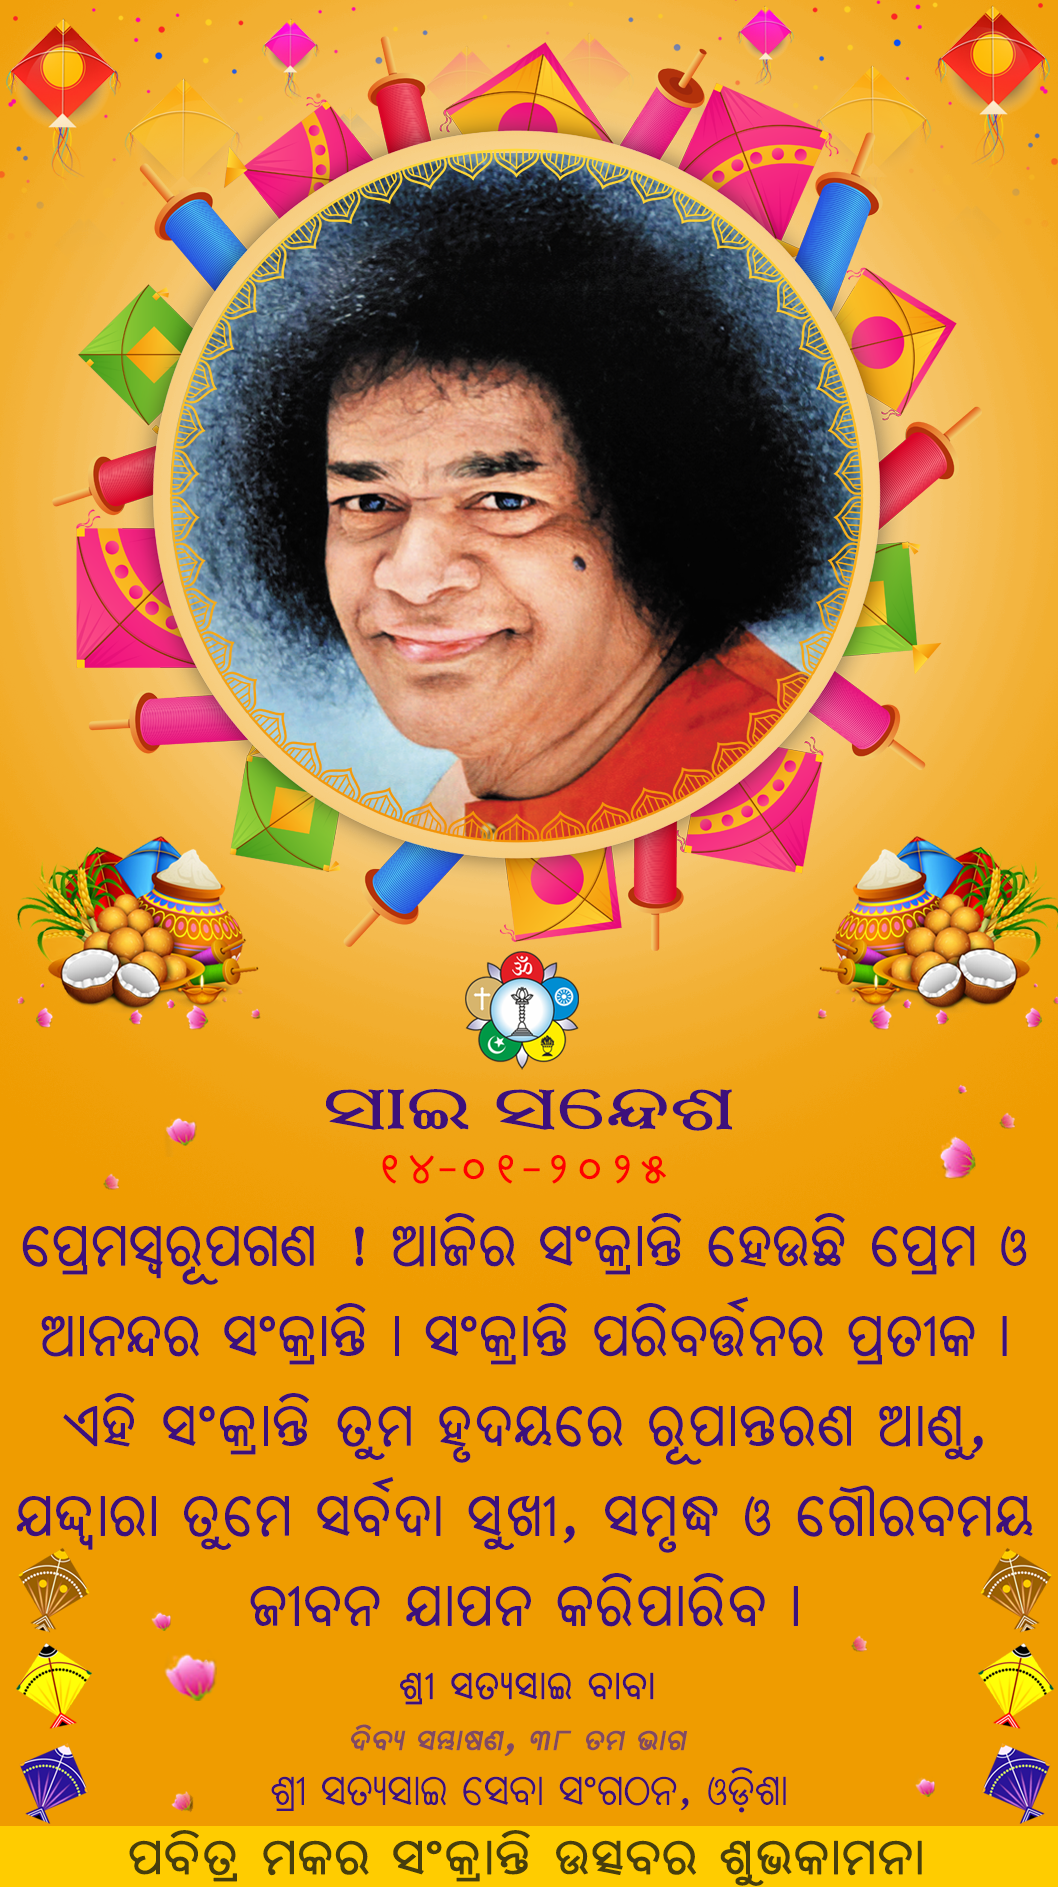 ସାଇ ସନ୍ଦେଶ
୧୪-୦୧-୨୦୨୫
ପ୍ରେମସ୍ୱରୂପଗଣ ! ଆଜିର ସଂକ୍ରାନ୍ତି ହେଉଛି ପ୍ରେମ ଓ
ଆନନ୍ଦର ସଂକ୍ରାନ୍ତି । ସଂକ୍ରାନ୍ତି ପରିବର୍ତ୍ତନର ପ୍ରତୀକ ।
ଏହି ସଂକ୍ରାନ୍ତି ତୁମ ହୃଦୟରେ ରୂପାନ୍ତରଣ ଆଣୁ,
ଯଦ୍ଦ୍ୱାରା ତୁମେ ସର୍ବଦା ସୁଖୀ, ସମୃଦ୍ଧ ଓ ଗୌରବମୟ
ଜୀବନ ଯାପନ କରିପାରିବ ।
ଶ୍ରୀ ସତ୍ୟସାଇ ବାବା
ଦିବ୍ୟ ସମ୍ଭାଷଣ, ୩୮ ତମ ଭାଗ
ଶ୍ରୀ ସତ୍ୟସାଇ ସେବା ସଂଗଠନ, ଓଡ଼ିଶା
ପବିତ୍ର ମକର ସଂକ୍ରାନ୍ତି ଉତ୍ସବର ଶୁଭକାମନା